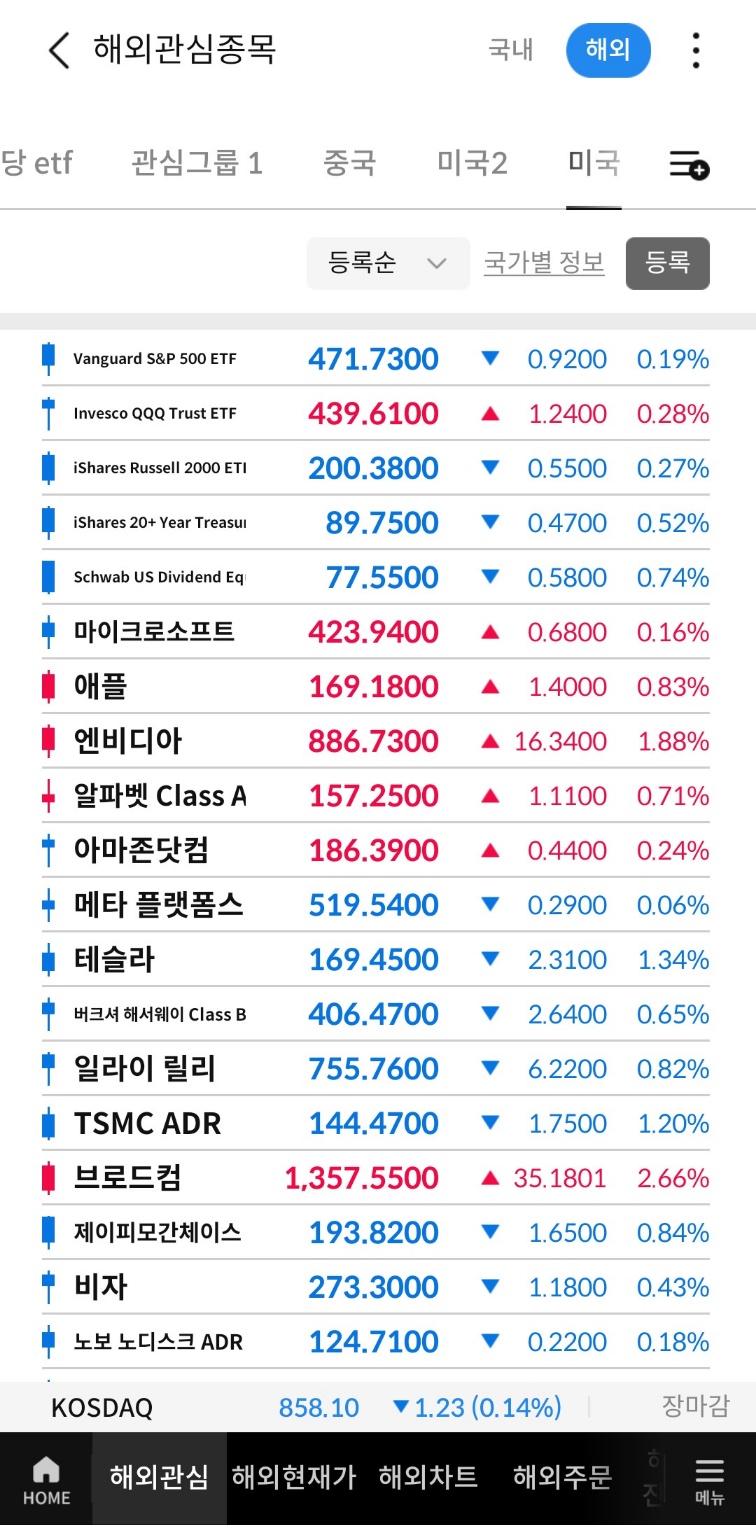 해외관심종목 국내 해외
당 etf 관심그룹 1 중국 미국2 미국
등록순 국가별 정보 등록
Vanguard S&P 500 ETF 471.7300 ▼ 0.9200 0.19%
Invesco QQQ Trust ETF 439.6100 ▲ 1.2400 0.28%
iShares Russell 2000 ETI 200.3800 ▼ 0.5500 0.27%
iShares 20+ Year Treasur 89.7500 ▼ 0.4700 0.52%
Schwab US Dividend Eq 77.5500 ▼ 0.5800 0.74%
마이크로소프트 423.9400 ▲ 0.6800 0.16%
애플 169.1800 ▲ 1.4000 0.83%
엔비디아 886.7300 ▲ 16.3400 1.88%
알파벳 Class A 157.2500 ▲ 1.1100 0.71%
아마존닷컴 186.3900 ▲ 0.4400 0.24%
메타 플랫폼스 519.5400 ▼ 0.2900 0.06%
테슬라 169.4500 ▼ 2.3100 1.34%
버크셔 해서웨이 Class B 406.4700 ▼ 2.6400 0.65%
일라이 릴리 755.7600 ▼ 6.2200 0.82%
TSMC ADR 144.4700 ▼ 1.7500 1.20%
브로드컴 1,357.5500 ▲ 35.1801 2.66%
제이피모간체이스 193.8200 ▼ 1.6500 0.84%
비자 273.3000 ▼ 1.1800 0.43%
노보 노디스크 ADR 124.7100 ▼ 0.2200 0.18%
KOSDAQ 858.10 ▼ 1.23 (0.14%) 장마감
HOME 해외관심 해외현재가 해외차트 해외주문 메뉴